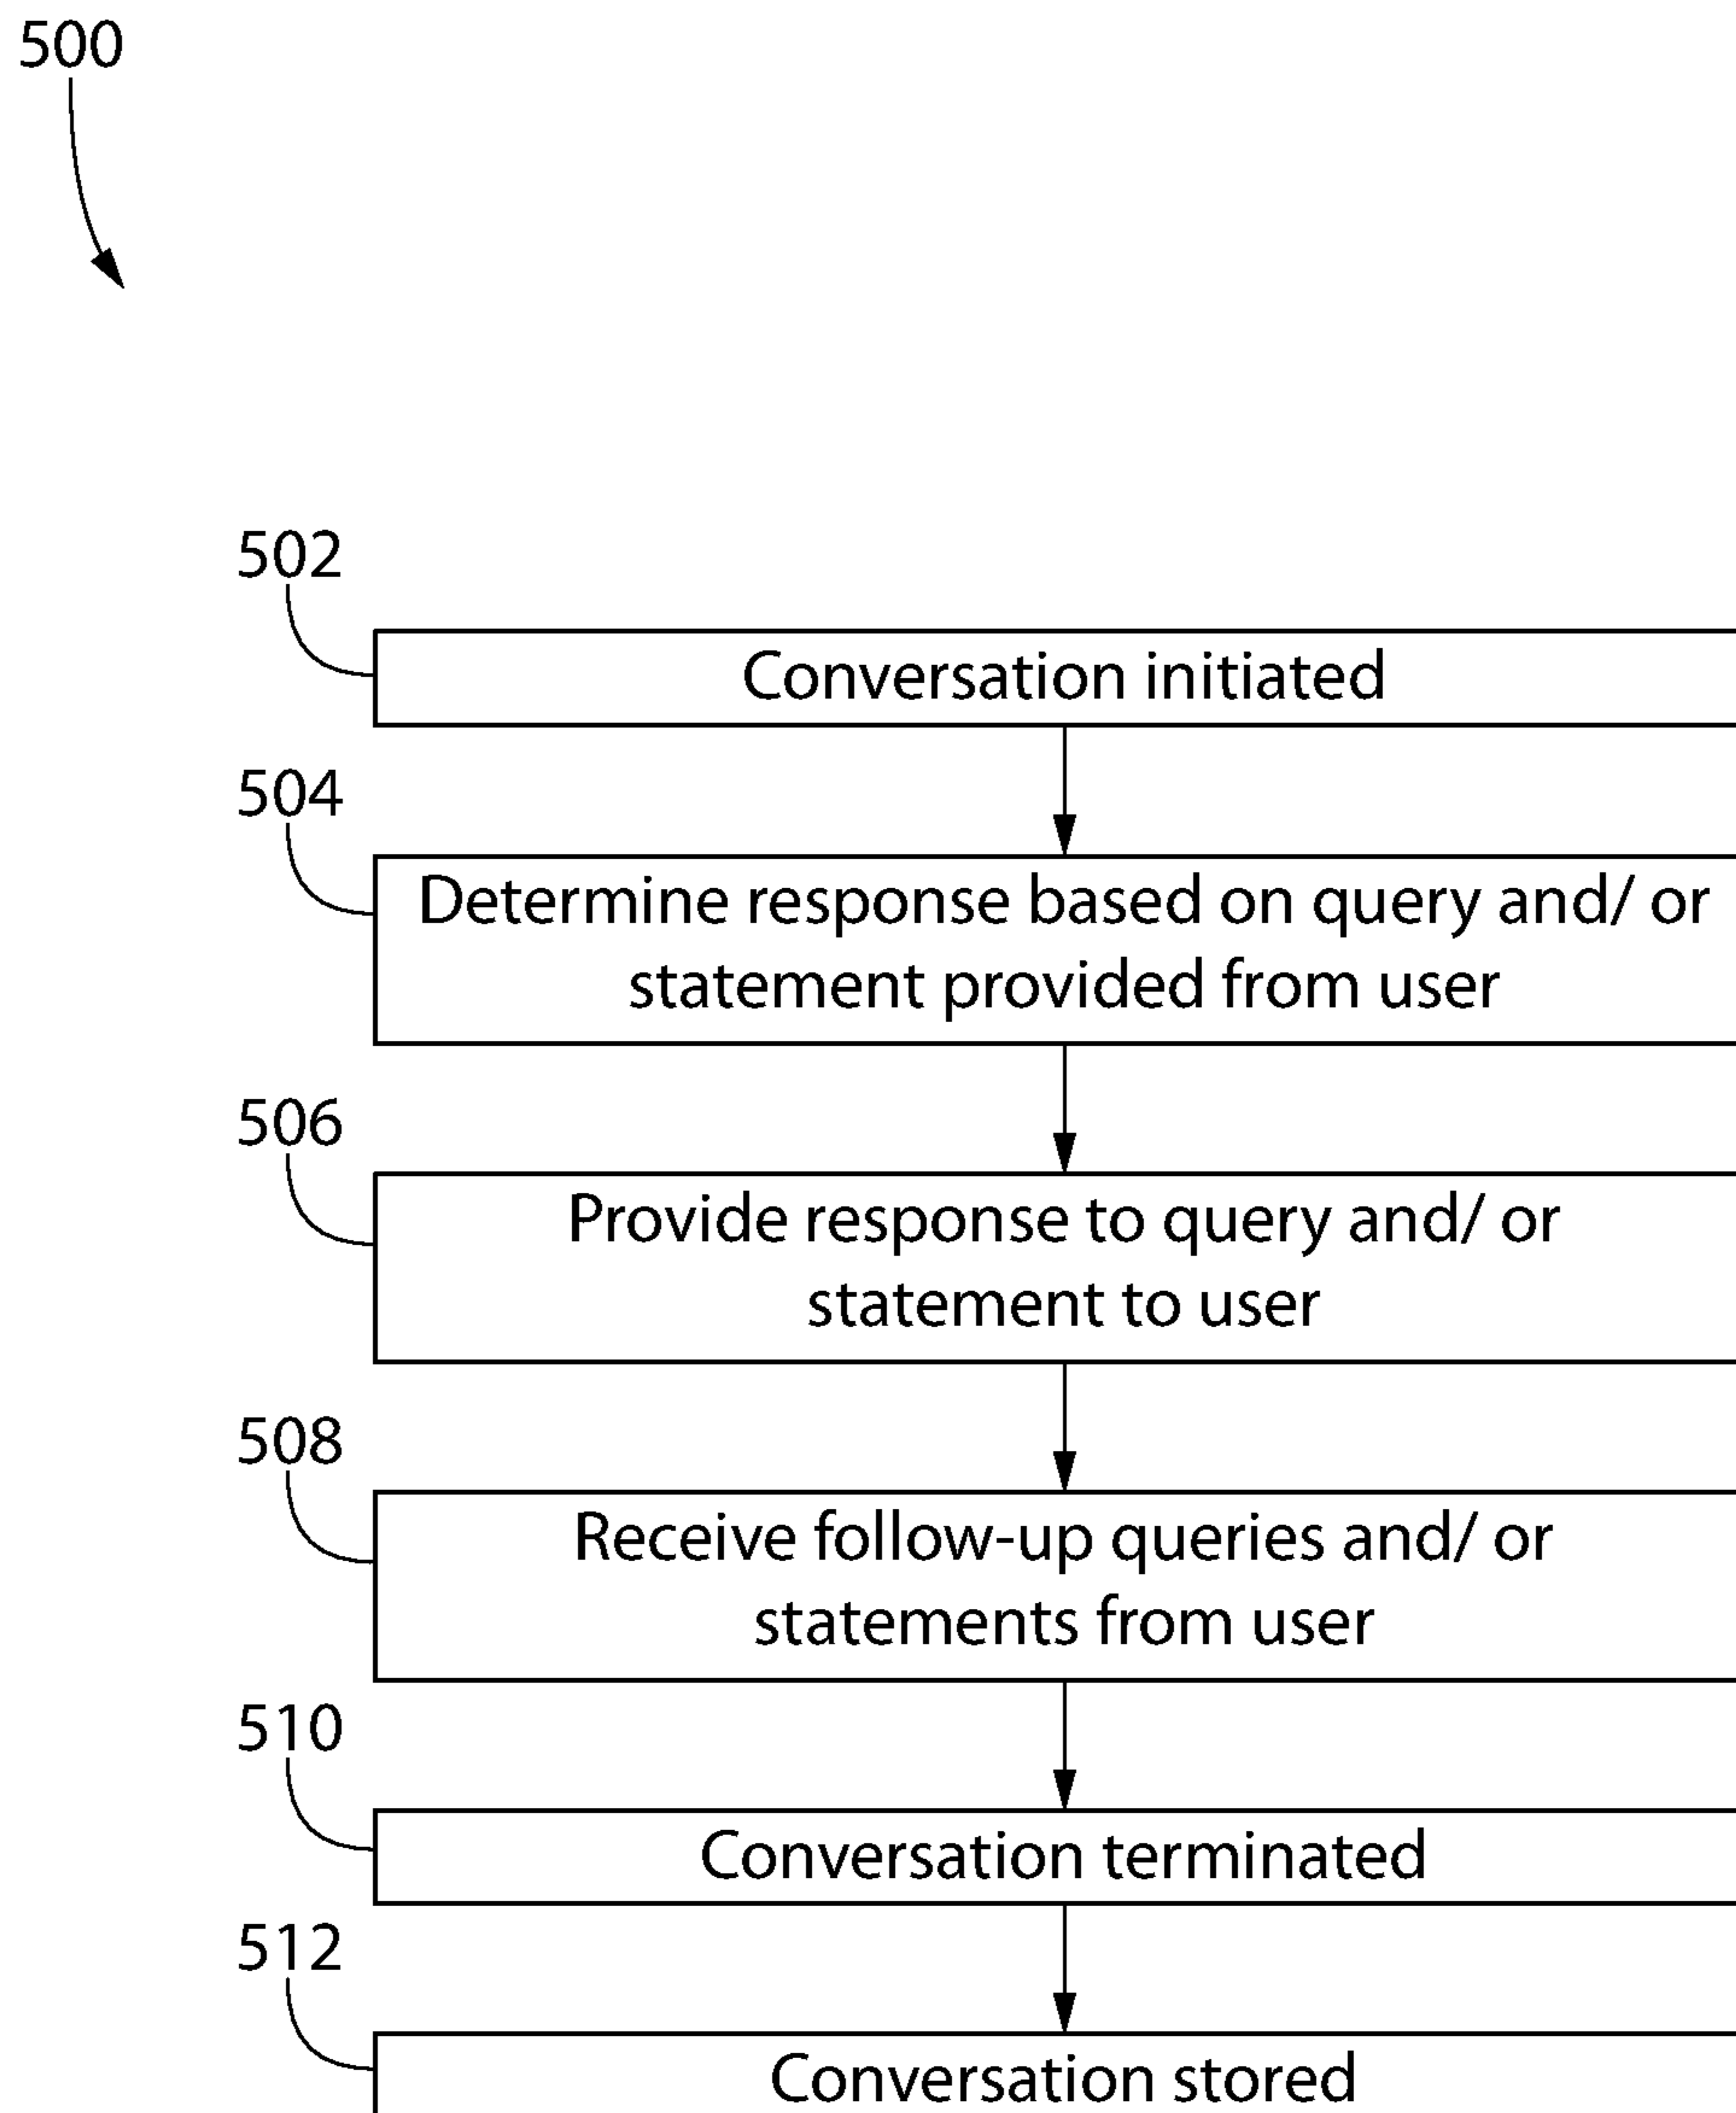 500
502
Conversation initiated
504
Determine response based on query and/ or
statement provided from user
506
Provide response to query and/ or
statement to user
508
Receive follow-up queries and/ or
statements from user
510
Conversation terminated
512
Conversation stored